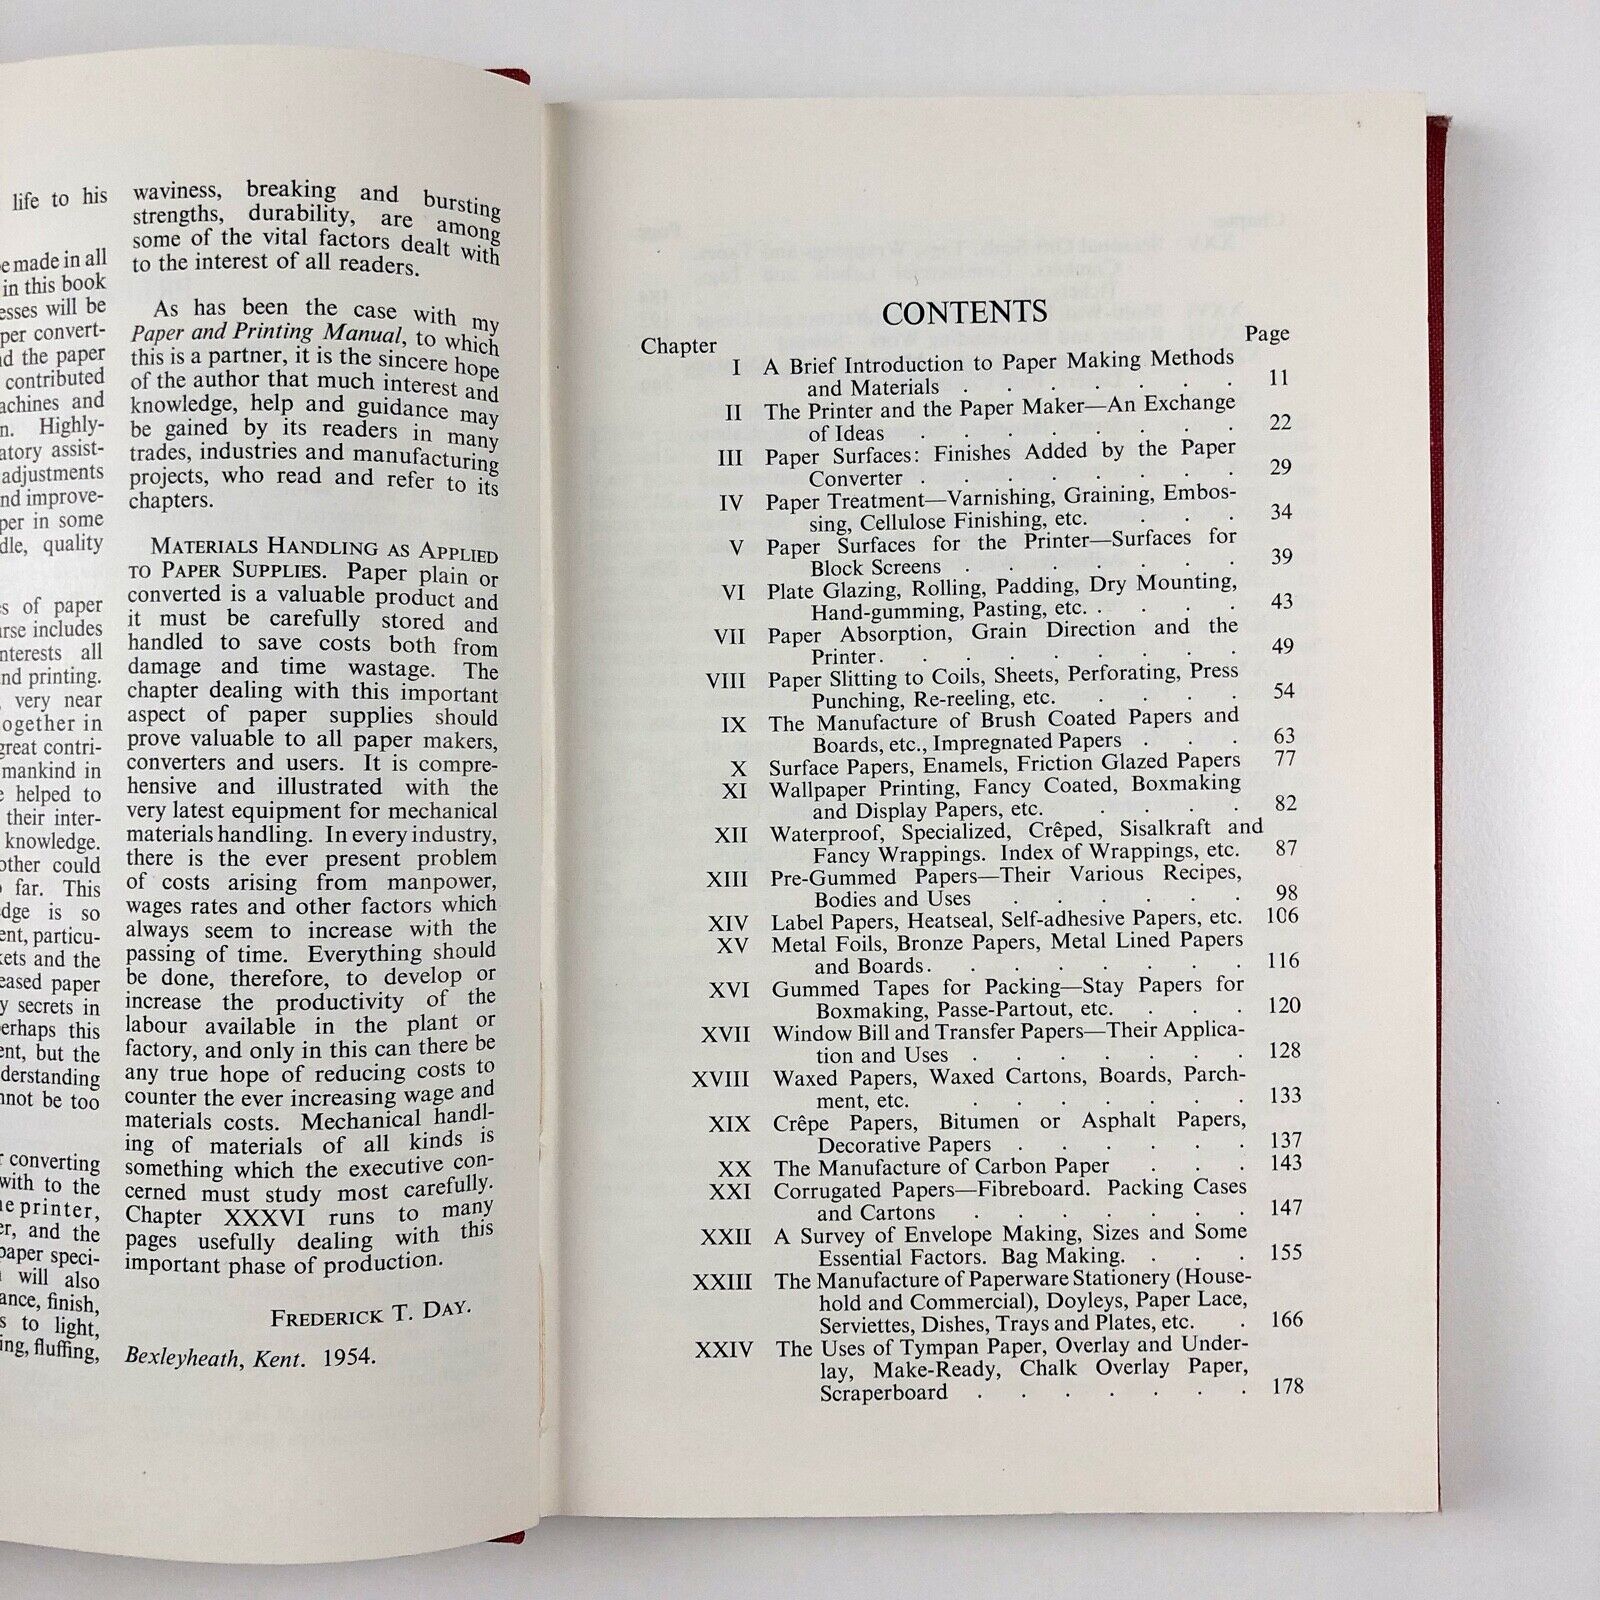 life to his
made in all
in this book
esses will be
per convert-
the paper
contributed
achines and
Highly-
atory assist-
adjustments
improve-
per in some
quality
of paper
includes
interests all
and printing.
very near
ogether in
great contri-
mankind in
helped to
their inter-
knowledge.
other could
far. This
is so
particu-
and the
paper
secrets in
perhaps this
but the
derstanding
be too
converting
with to the
printer,
and the
paper speci-
will also
finish,
to light,
fluffing,
waviness, breaking and bursting
strengths, durability, are among
some of the vital factors dealt with
to the interest of all readers.
As has been the case with my
Paper and Printing Manual, to which
this is a partner, it is the sincere hope
of the author that much interest and
knowledge, help and guidance may
be gained by its readers in many
trades, industries and manufacturing
projects, who read and refer to its
chapters.
MATERIALS HANDLING AS APPLIED
TO PAPER SUPPLIES. Paper plain or
converted is a valuable product and
it must be carefully stored and
handled to save costs both from
damage and time wastage. The
chapter dealing with this important
aspect of paper supplies should
prove valuable to all paper makers,
converters and users. It is compre-
hensive and illustrated with the
very latest equipment for mechanical
materials handling. In every industry,
there is the ever present problem
of costs arising from manpower,
wages rates and other factors which
always seem to increase with the
passing of time. Everything should
be done, therefore, to develop or
increase the productivity of the
labour available in the plant or
factory, and only in this can there be
any true hope of reducing costs to
counter the ever increasing wage and
materials costs. Mechanical handl-
ing of materials of all kinds is
something which the executive con-
cerned must study most carefully.
Chapter XXXVI runs to many
pages usefully dealing with this
important phase of production.
FREDERICK T. DAY.
Bexleyheath, Kent. 1954.
CONTENTS
Chapter Page
I A Brief Introduction to Paper Making Methods
and Materials . . . . . . . 11
II The Printer and the Paper Maker—An Exchange
of Ideas . . . . . . . . 22
III Paper Surfaces: Finishes Added by the Paper
Converter . . . . . . . 29
IV Paper Treatment—Varnishing, Graining, Embos-
sing, Cellulose Finishing, etc. . . . 34
V Paper Surfaces for the Printer—Surfaces for
Block Screens . . . . . . . 39
VI Plate Glazing, Rolling, Padding, Dry Mounting,
Hand-gumming, Pasting, etc. . . . . 43
VII Paper Absorption, Grain Direction and the
Printer. . . . . . . . . 49
VIII Paper Slitting to Coils, Sheets, Perforating, Press
Punching, Re-reeling, etc. . . . . 54
IX The Manufacture of Brush Coated Papers and
Boards, etc., Impregnated Papers . . . 63
X Surface Papers, Enamels, Friction Glazed Papers 77
XI Wallpaper Printing, Fancy Coated, Boxmaking
and Display Papers, etc. . . . . 82
XII Waterproof, Specialized, Crêped, Sisalkraft and
Fancy Wrappings. Index of Wrappings, etc. 87
XIII Pre-Gummed Papers—Their Various Recipes,
Bodies and Uses . . . . . . 98
XIV Label Papers, Heatseal, Self-adhesive Papers, etc. 106
XV Metal Foils, Bronze Papers, Metal Lined Papers
and Boards. . . . . . . . 116
XVI Gummed Tapes for Packing—Stay Papers for
Boxmaking, Passe-Partout, etc. . . . 120
XVII Window Bill and Transfer Papers—Their Applica-
tion and Uses . . . . . . . 128
XVIII Waxed Papers, Waxed Cartons, Boards, Parch-
ment, etc. . . . . . . 133
XIX Crêpe Papers, Bitumen or Asphalt Papers,
Decorative Papers . . . . . . 137
XX The Manufacture of Carbon Paper . . . 143
XXI Corrugated Papers—Fibreboard. Packing Cases
and Cartons . . . . . . . 147
XXII A Survey of Envelope Making, Sizes and Some
Essential Factors. Bag Making. . . . 155
XXIII The Manufacture of Paperware Stationery (House-
hold and Commercial), Doyleys, Paper Lace,
Serviettes, Dishes, Trays and Plates, etc. . 166
XXIV The Uses of Tympan Paper, Overlay and Under-
lay, Make-Ready, Chalk Overlay Paper,
Scraperboard . . . . . . . 178